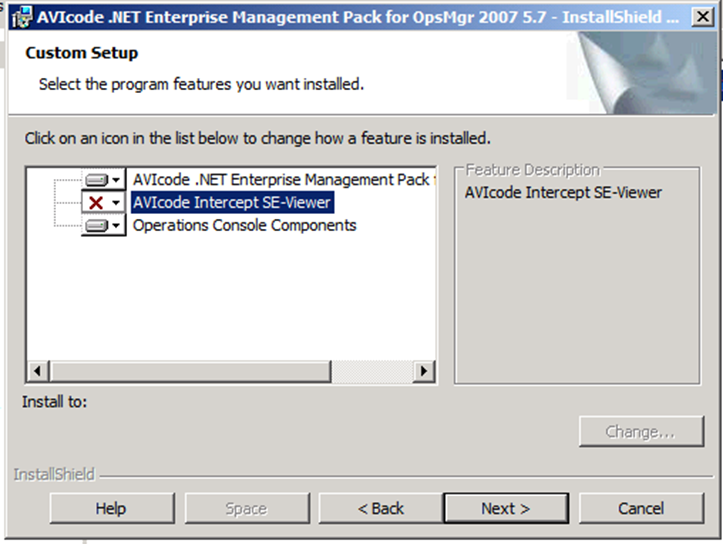 AVIcode .NET Enterprise Management Pack for OpsMgr 2007 5.7 - InstallShield ...
Custom Setup
Select the program features you want installed.
Click on an icon in the list below to change how a feature is installed.
AVIcode .NET Enterprise Management Pack
AVIcode Intercept SE-Viewer
Operations Console Components
Feature Description
AVIcode Intercept SE-Viewer
Install to:
Change...
InstallShield
Help
Space
< Back
Next >
Cancel